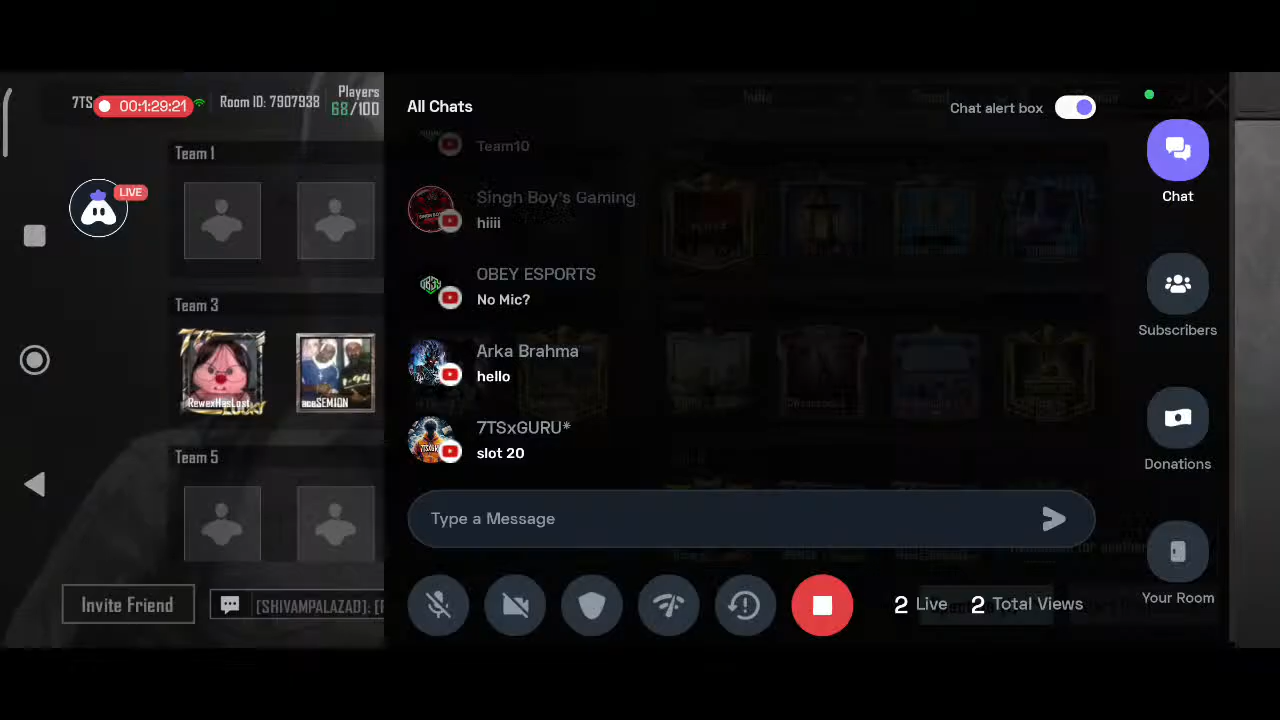 7TS
00:1:29:21
Room ID: 7907938
Players
68/100
Team 1
LIVE
Team 3
RewexHasLost
aceSEM1ON
Team 5
Invite Friend
[SHIVAMPALAZAD]:
All Chats
Chat alert box
Team10
Singh Boy's Gaming
hiiii
OBEY ESPORTS
No Mic?
Arka Brahma
hello
7TSxGURU*
slot 20
Type a Message
2 Live 2 Total Views
Chat
Subscribers
Donations
Your Room
India